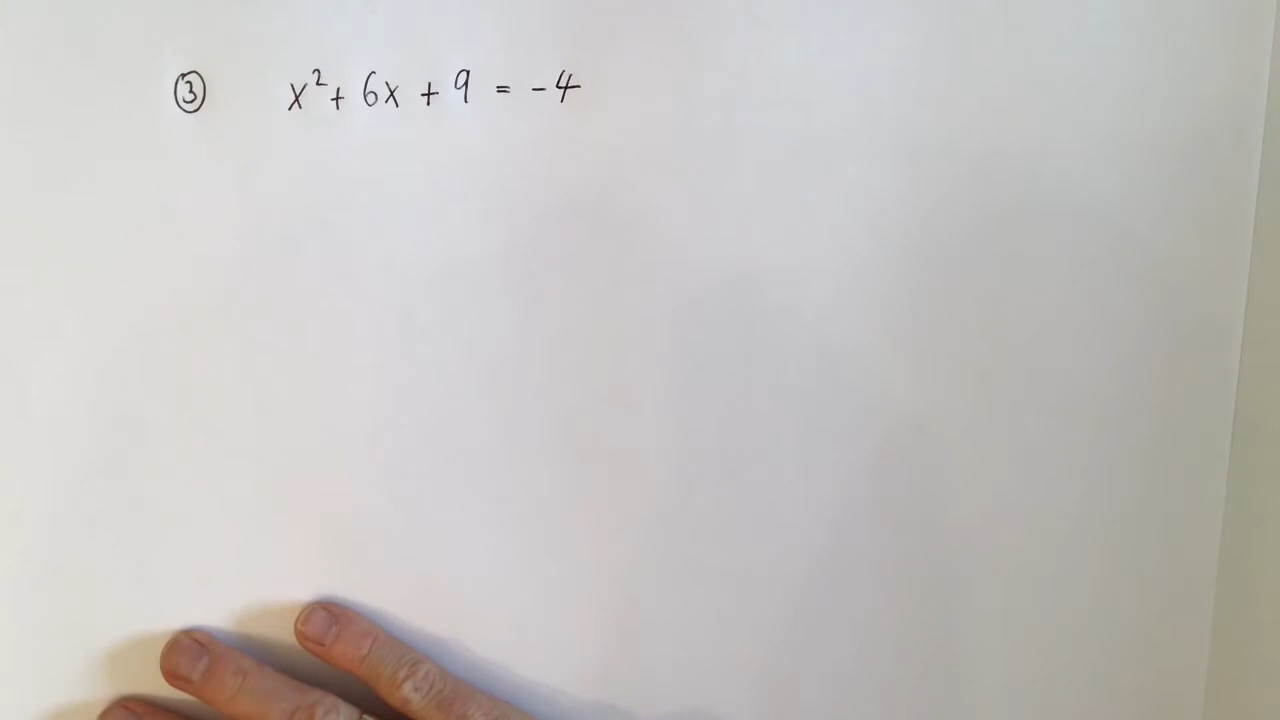 ③ x² + 6x + 9 = -4